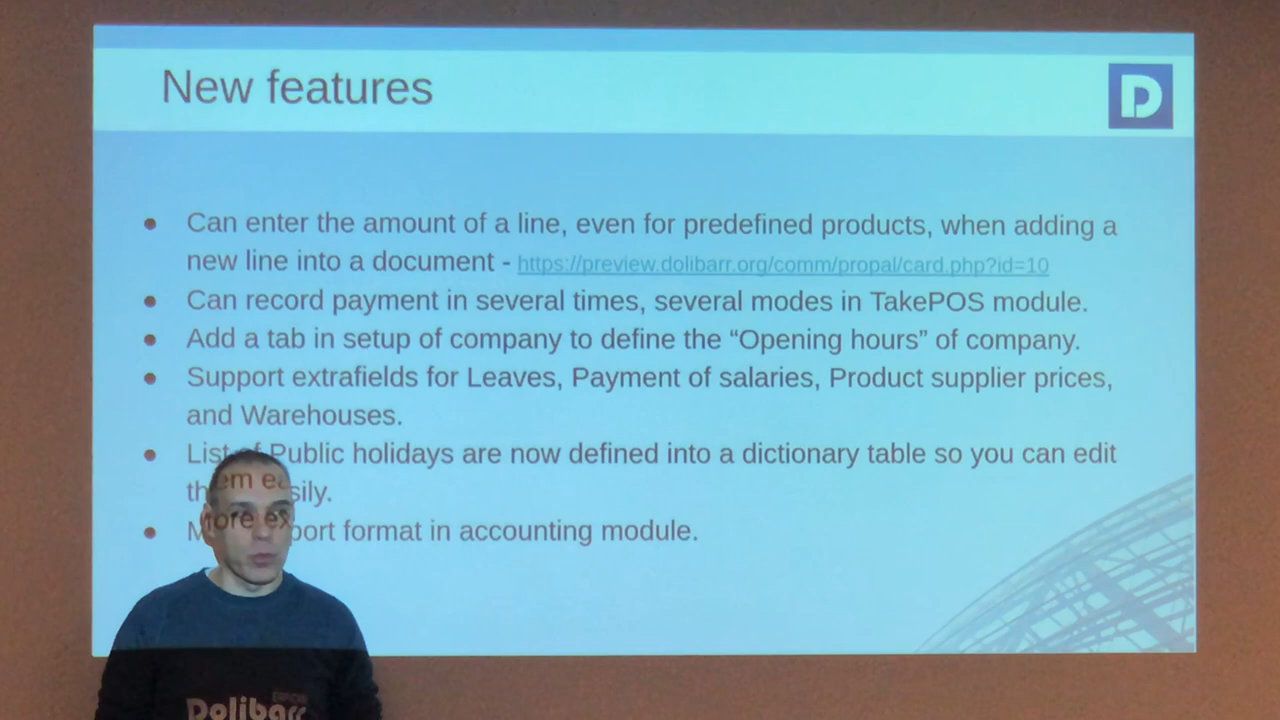 New features
D
Can enter the amount of a line, even for predefined products, when adding a
new line into a document - https://preview.dolibarr.org/comm/propal/card.php?id=10
Can record payment in several times, several modes in TakePOS module.
Add a tab in setup of company to define the “Opening hours” of company.
Support extrafields for Leaves, Payment of salaries, Product supplier prices,
and Warehouses.
List of Public holidays are now defined into a dictionary table so you can edit
them easily.
More export format in accounting module.
Dolibarr